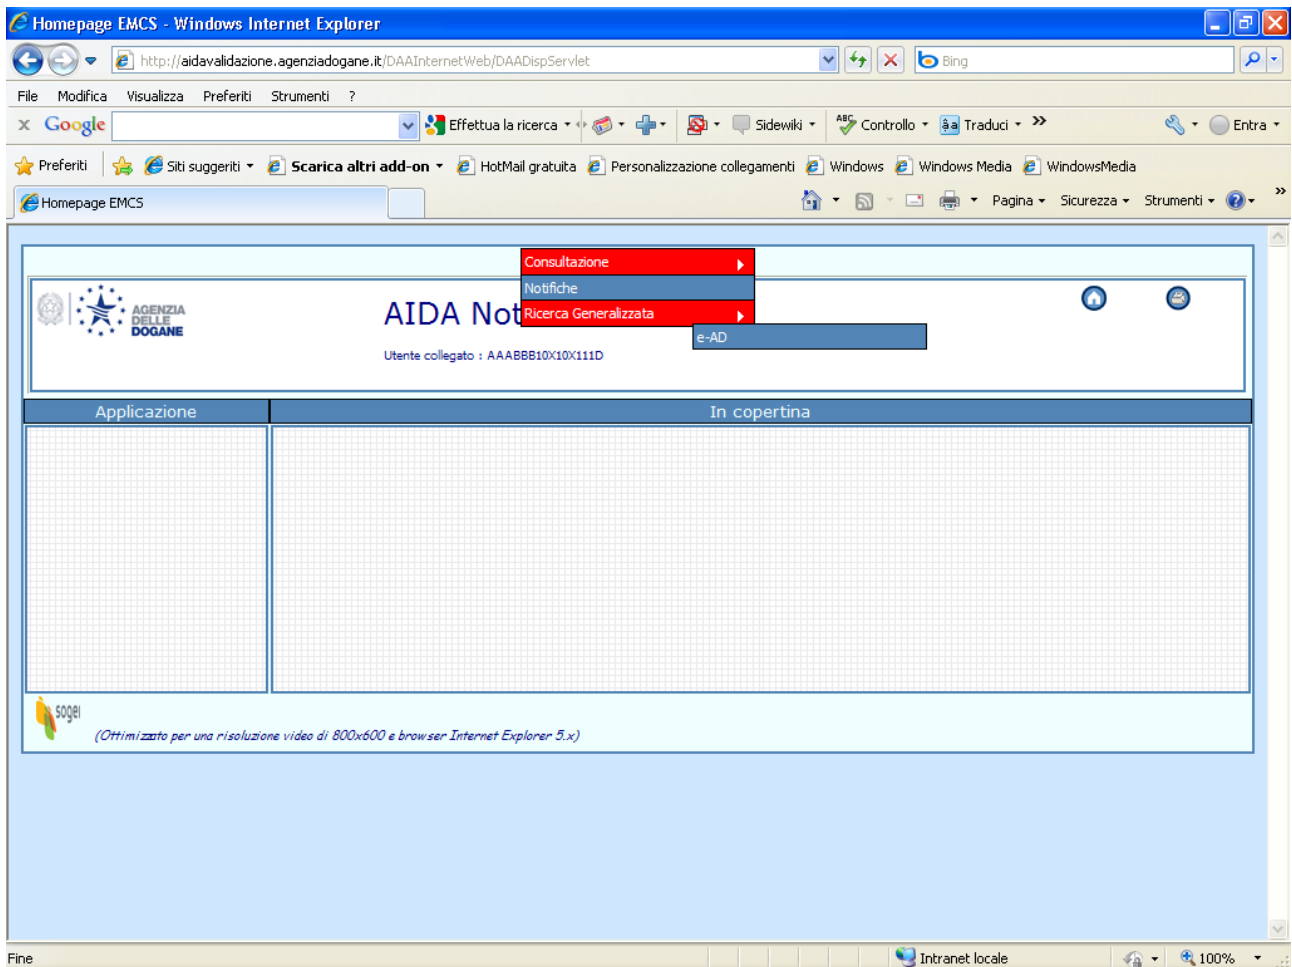 Homepage EMCS - Windows Internet Explorer
http://aidavalidazione.agenziadogane.it/DAAInternetWeb/DAADispServlet
Bing
File Modifica Visualizza Preferiti Strumenti ?
x Google Effettua la ricerca Sidewiki ABC Controllo âa Traduci »
Entra
Preferiti Siti suggeriti Scarica altri add-on HotMail gratuita Personalizzazione collegamenti Windows Windows Media WindowsMedia
Homepage EMCS Pagina Sicurezza Strumenti »
Consultazione
Notifiche
Ricerca Generalizzata
e-AD
AGENZIA
DELLE
DOGANE
AIDA Not
Utente collegato : AAABBB10X10X111D
Applicazione In copertina
sogei
(Ottimizzato per una risoluzione video di 800x600 e browser Internet Explorer 5.x)
Fine Intranet locale 100%